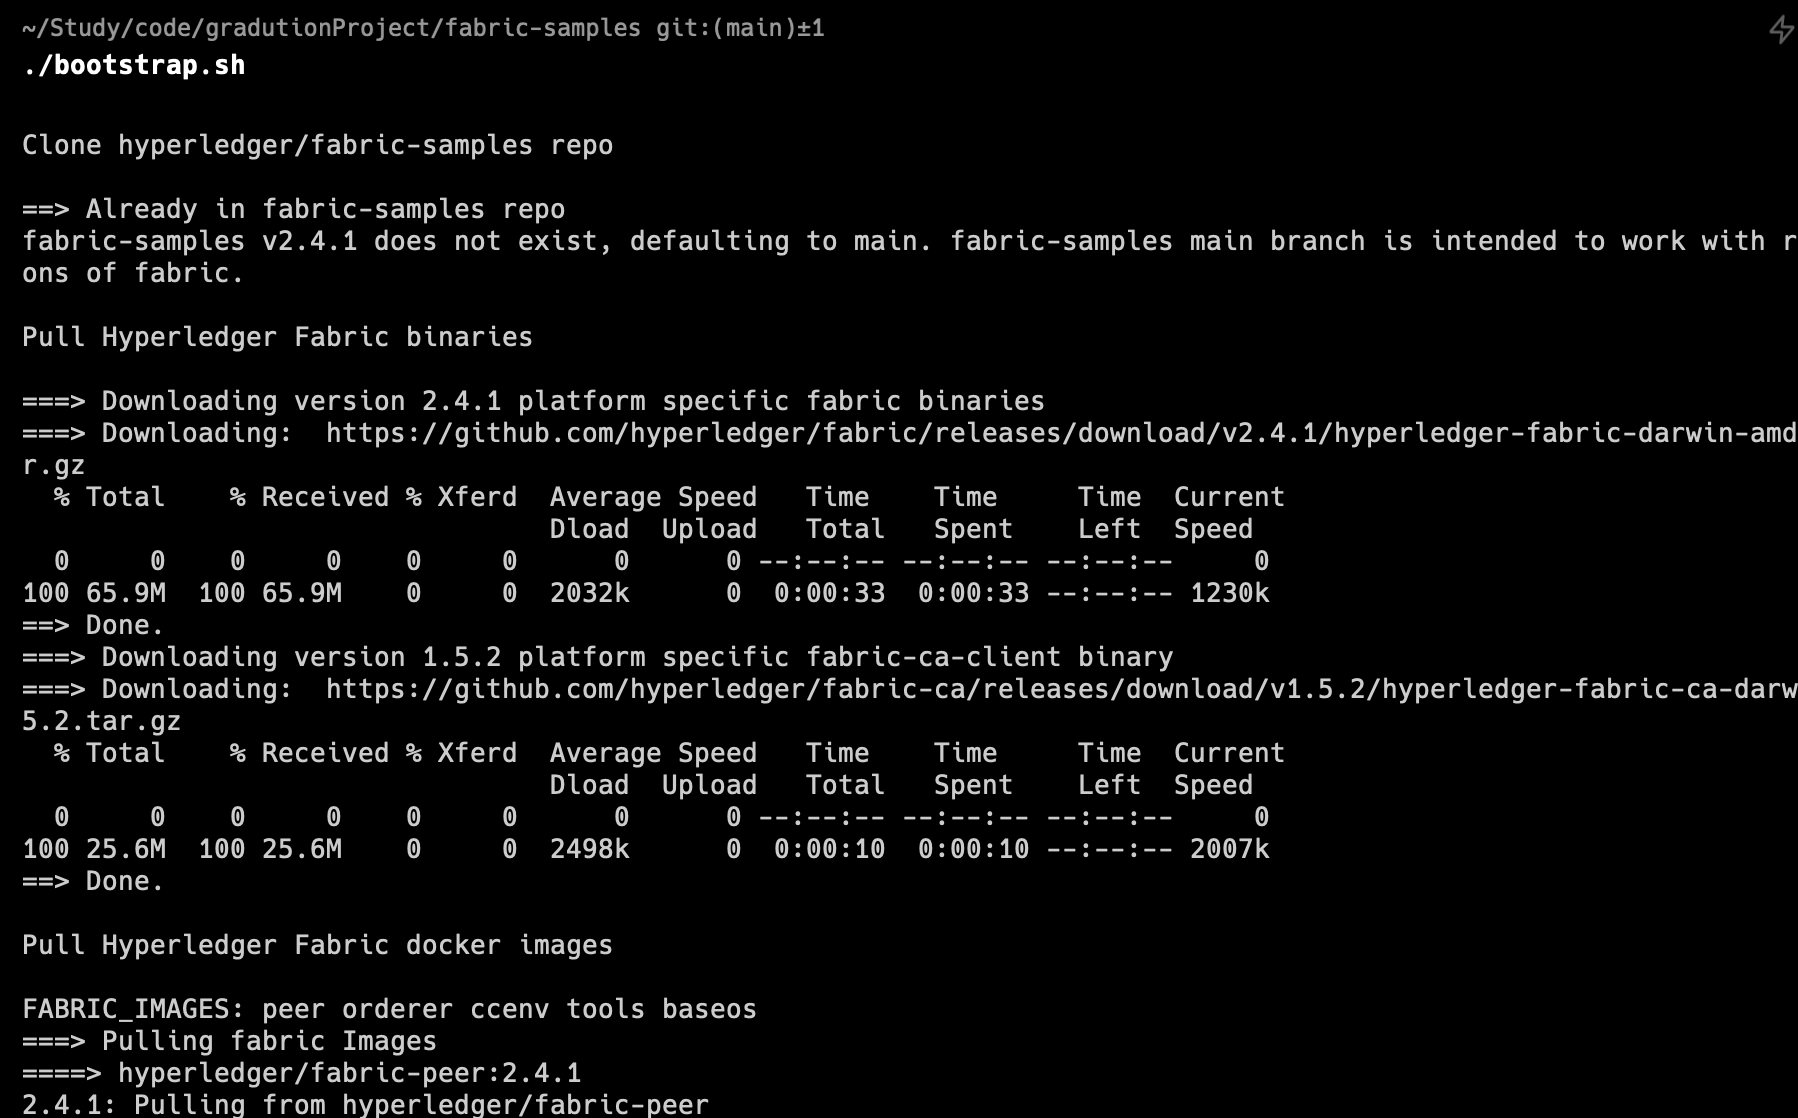 ~/Study/code/gradutionProject/fabric-samples git:(main)±1
./bootstrap.sh
Clone hyperledger/fabric-samples repo
==> Already in fabric-samples repo
fabric-samples v2.4.1 does not exist, defaulting to main. fabric-samples main branch is intended to work with r
ons of fabric.
Pull Hyperledger Fabric binaries
===> Downloading version 2.4.1 platform specific fabric binaries
===> Downloading:  https://github.com/hyperledger/fabric/releases/download/v2.4.1/hyperledger-fabric-darwin-amd
r.gz
  % Total    % Received % Xferd  Average Speed   Time    Time     Time  Current
                                 Dload  Upload   Total   Spent    Left  Speed
  0     0    0     0    0     0      0      0 --:--:-- --:--:-- --:--:--     0
100 65.9M  100 65.9M    0     0  2032k      0  0:00:33  0:00:33 --:--:-- 1230k
==> Done.
===> Downloading version 1.5.2 platform specific fabric-ca-client binary
===> Downloading:  https://github.com/hyperledger/fabric-ca/releases/download/v1.5.2/hyperledger-fabric-ca-darw
5.2.tar.gz
  % Total    % Received % Xferd  Average Speed   Time    Time     Time  Current
                                 Dload  Upload   Total   Spent    Left  Speed
  0     0    0     0    0     0      0      0 --:--:-- --:--:-- --:--:--     0
100 25.6M  100 25.6M    0     0  2498k      0  0:00:10  0:00:10 --:--:-- 2007k
==> Done.
Pull Hyperledger Fabric docker images
FABRIC_IMAGES: peer orderer ccenv tools baseos
===> Pulling fabric Images
====> hyperledger/fabric-peer:2.4.1
2.4.1: Pulling from hyperledger/fabric-peer